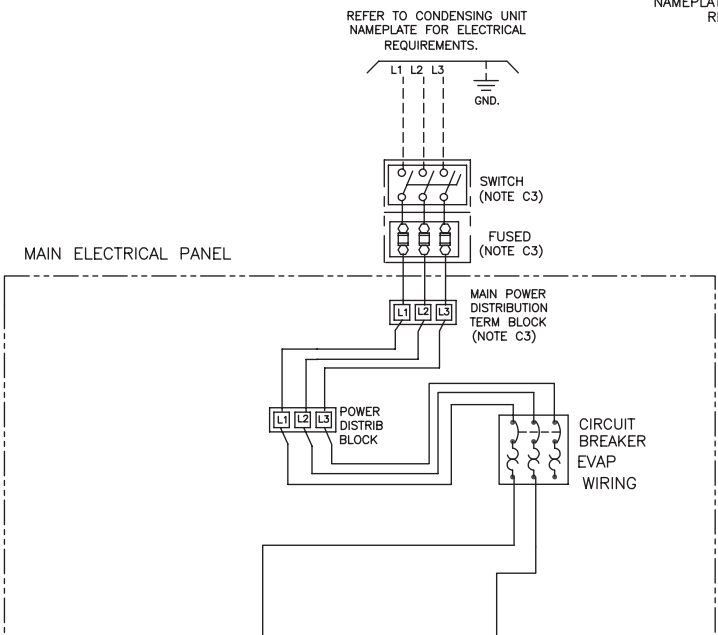 NAMEPLAT
REFER TO CONDENSING UNIT
NAMEPLATE FOR ELECTRICAL
REQUIREMENTS.
L1 L2 L3
GND.
SWITCH
(NOTE C3)
FUSED
(NOTE C3)
MAIN ELECTRICAL PANEL
MAIN POWER
DISTRIBUTION
TERM BLOCK
(NOTE C3)
L1 L2 L3
L1 L2 L3
POWER
DISTRIB
BLOCK
CIRCUIT
BREAKER
EVAP
WIRING